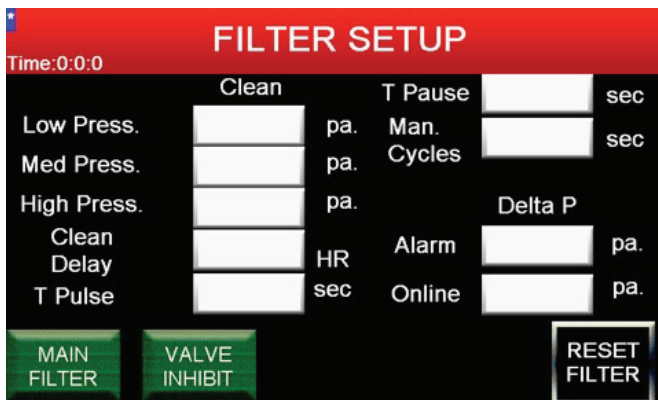 *
FILTER SETUP
Time:0:0:0
Clean
Low Press. pa.
Med Press. pa.
High Press. pa.
Clean
Delay HR
T Pulse sec
T Pause sec
Man.
Cycles sec
Delta P
Alarm pa.
Online pa.
MAIN
FILTER
VALVE
INHIBIT
RESET
FILTER